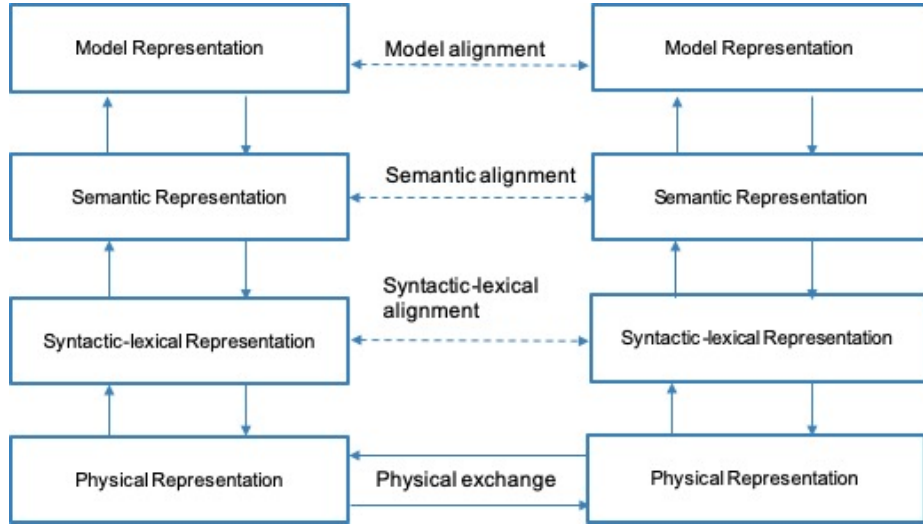 Model Representation
Model alignment
Model Representation
Semantic Representation
Semantic alignment
Semantic Representation
Syntactic-lexical
alignment
Syntactic-lexical Representation
Syntactic-lexical Representation
Physical Representation
Physical exchange
Physical Representation